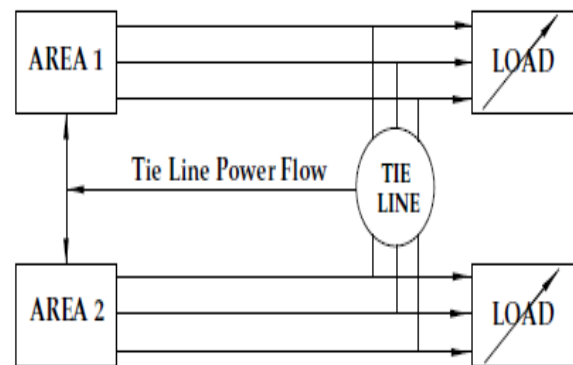 AREA 1
LOAD
Tie Line Power Flow
TIE
LINE
AREA 2
LOAD